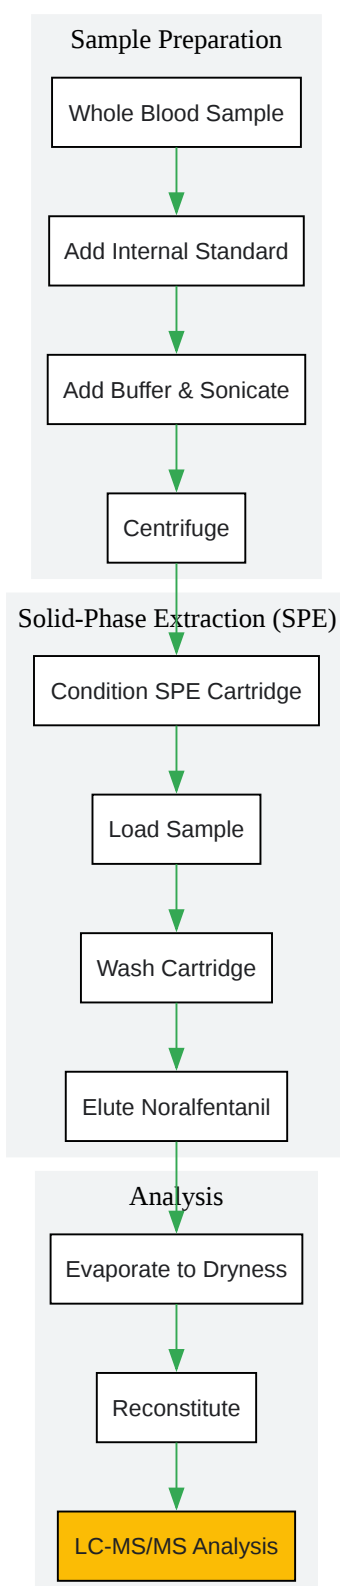 Sample Preparation
Whole Blood Sample
Add Internal Standard
Add Buffer & Sonicate
Centrifuge
Solid-Phase Extraction (SPE)
Condition SPE Cartridge
Load Sample
Wash Cartridge
Elute Noralfentanil
Analysis
Evaporate to Dryness
Reconstitute
LC-MS/MS Analysis